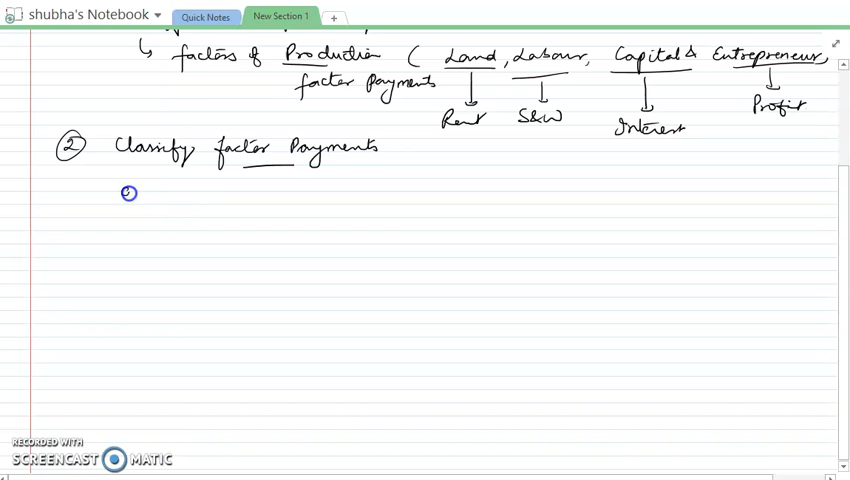 shubha's Notebook
Quick Notes
New Section 1
↳ factors of Production ( Land, Labour, Capital & Entrepreneur,
factor payments
Rent
S&W
Interest
Profit
② Classify factor Payments
RECORDED WITH
SCREENCAST MATIC